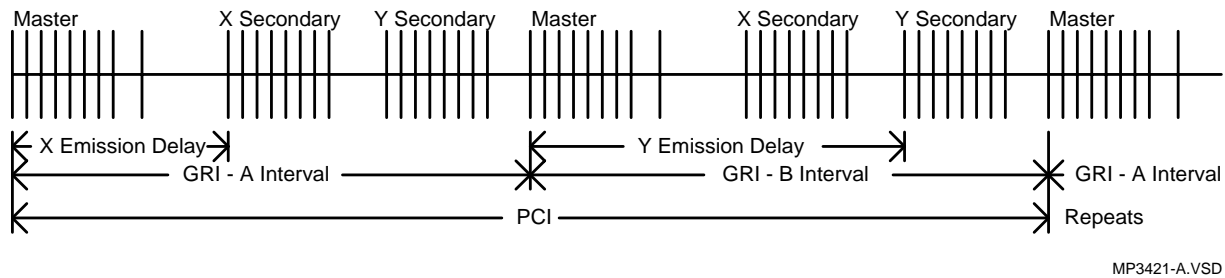 Master X Secondary Y Secondary Master X Secondary Y Secondary Master
X Emission Delay Y Emission Delay
GRI - A Interval GRI - B Interval GRI - A Interval
PCI Repeats
MP3421-A.VSD